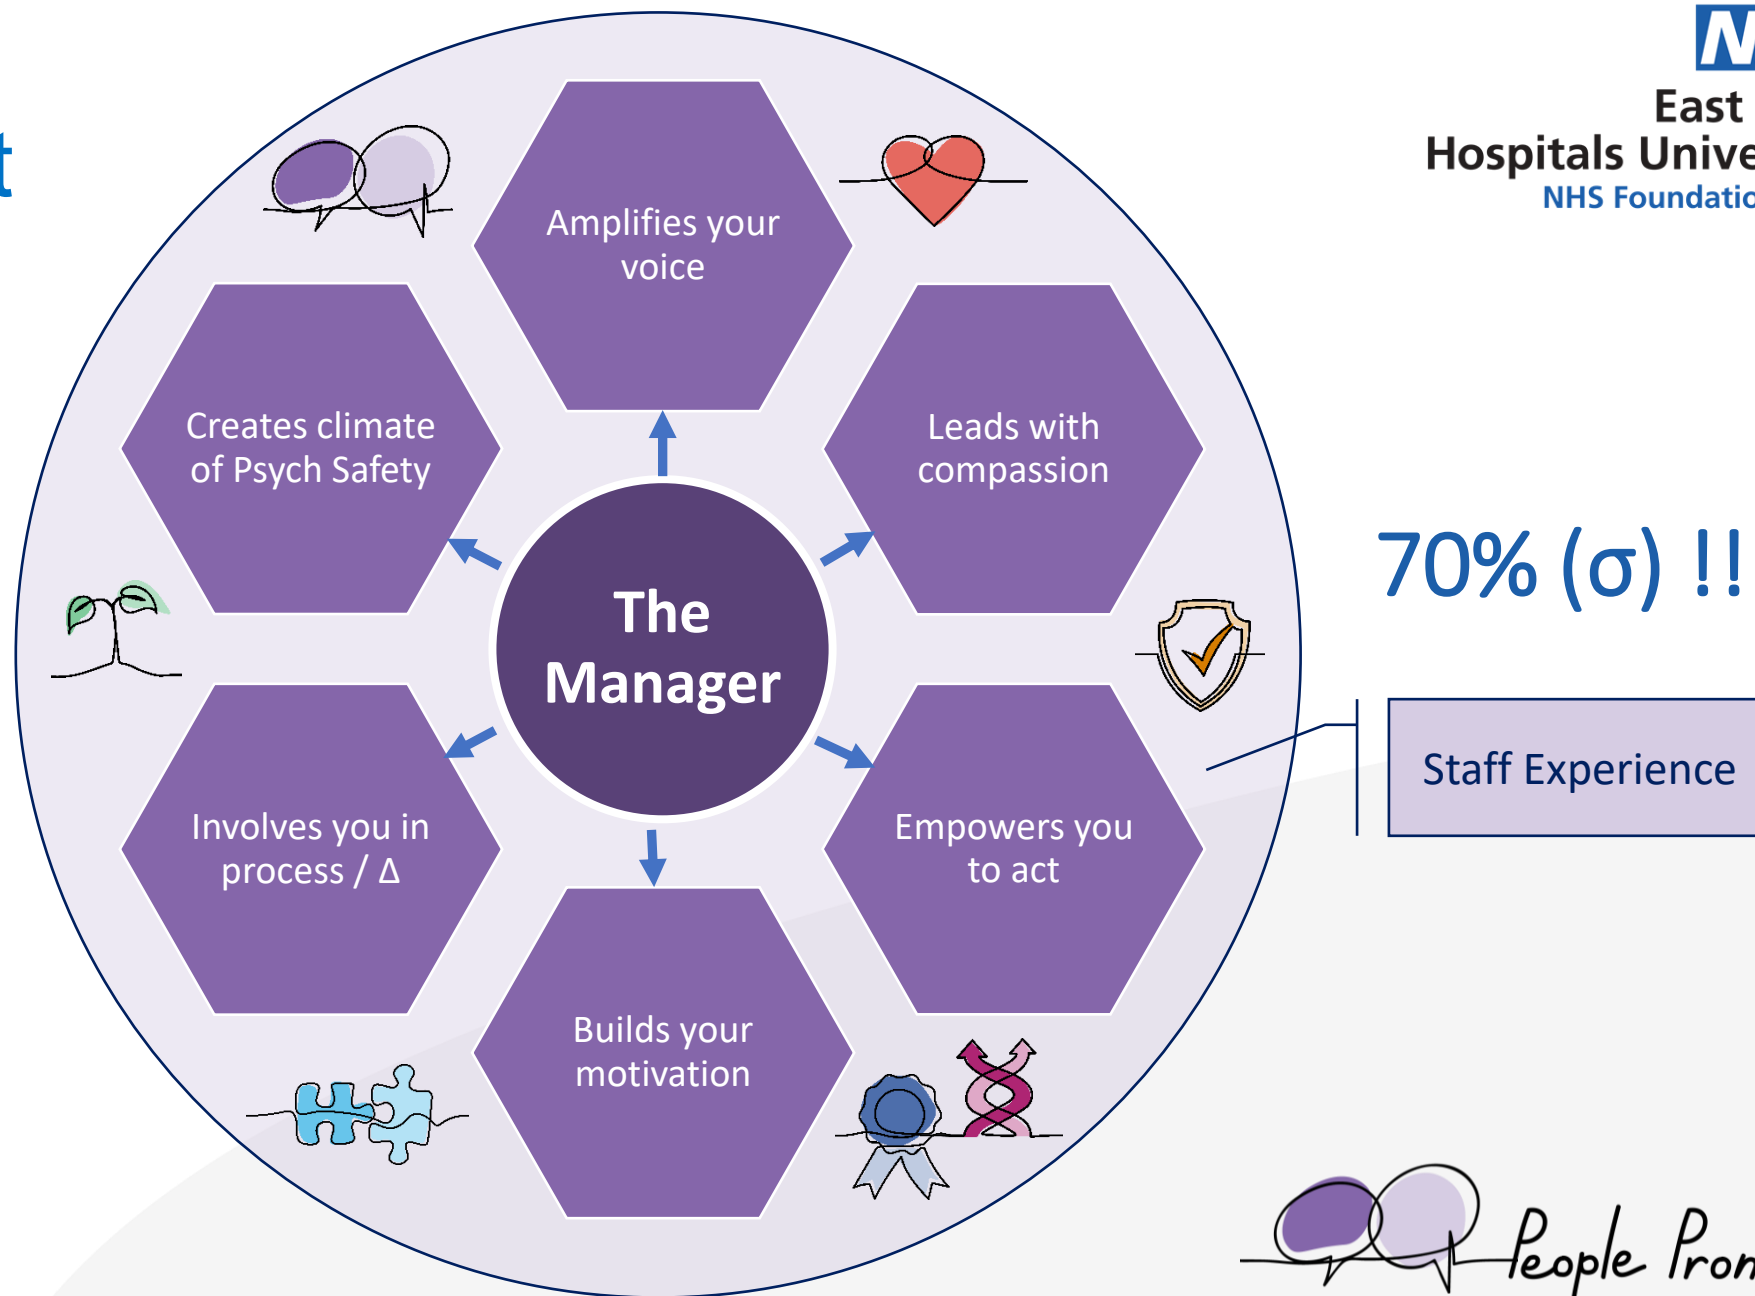 t
East
Hospitals Unive
NHS Foundatio
Amplifies your
voice
Creates climate
of Psych Safety
Leads with
compassion
The
Manager
70% (σ) !!
Staff Experience
Involves you in
process / Δ
Empowers you
to act
Builds your
motivation
People Prom